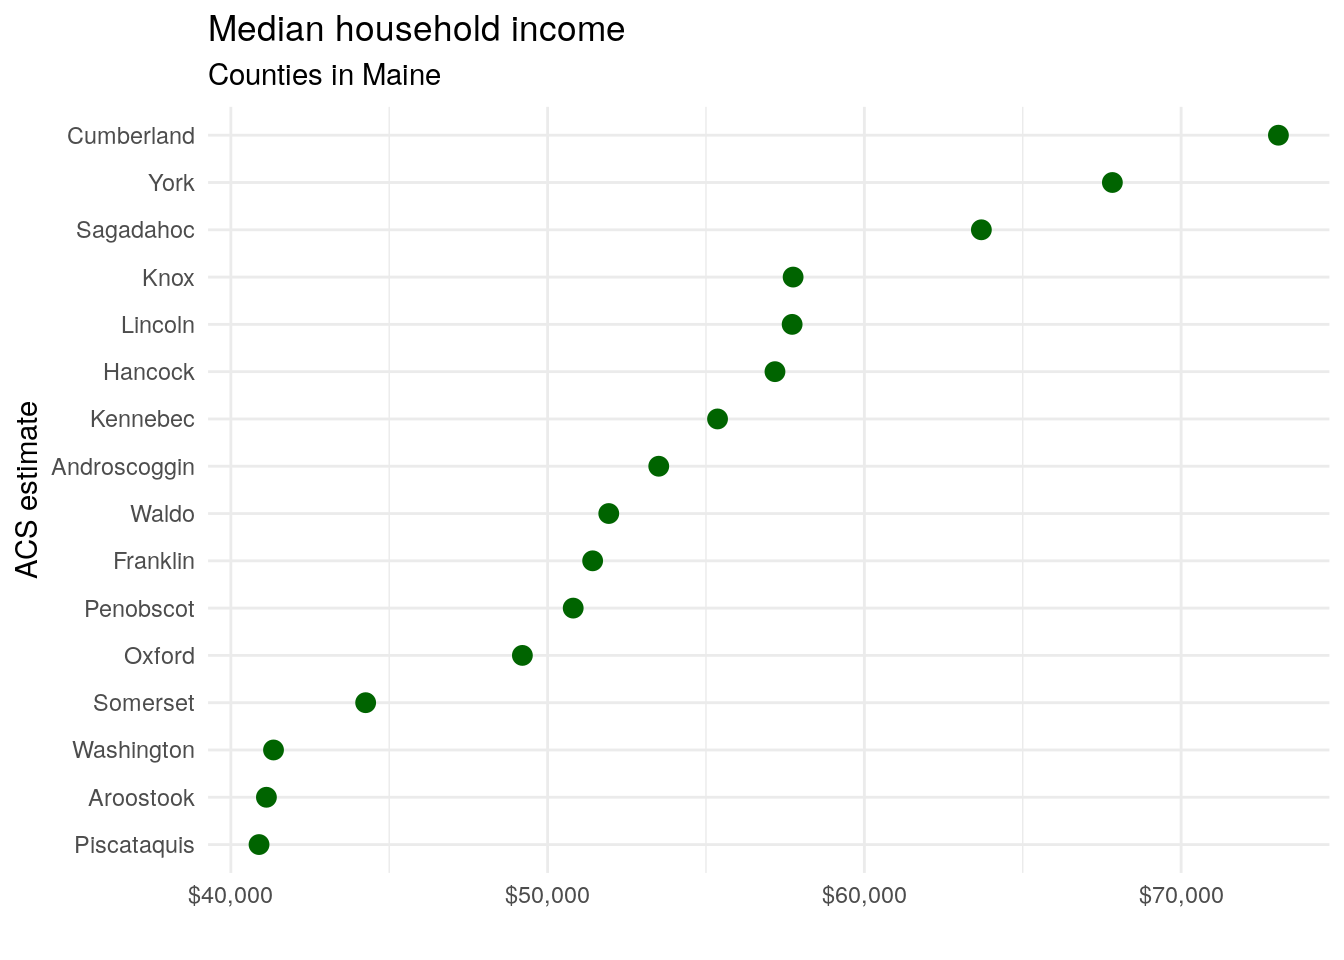 Median household income
Counties in Maine
ACS estimate
Cumberland
York
Sagadahoc
Knox
Lincoln
Hancock
Kennebec
Androscoggin
Waldo
Franklin
Penobscot
Oxford
Somerset
Washington
Aroostook
Piscataquis
$40,000 $50,000 $60,000 $70,000